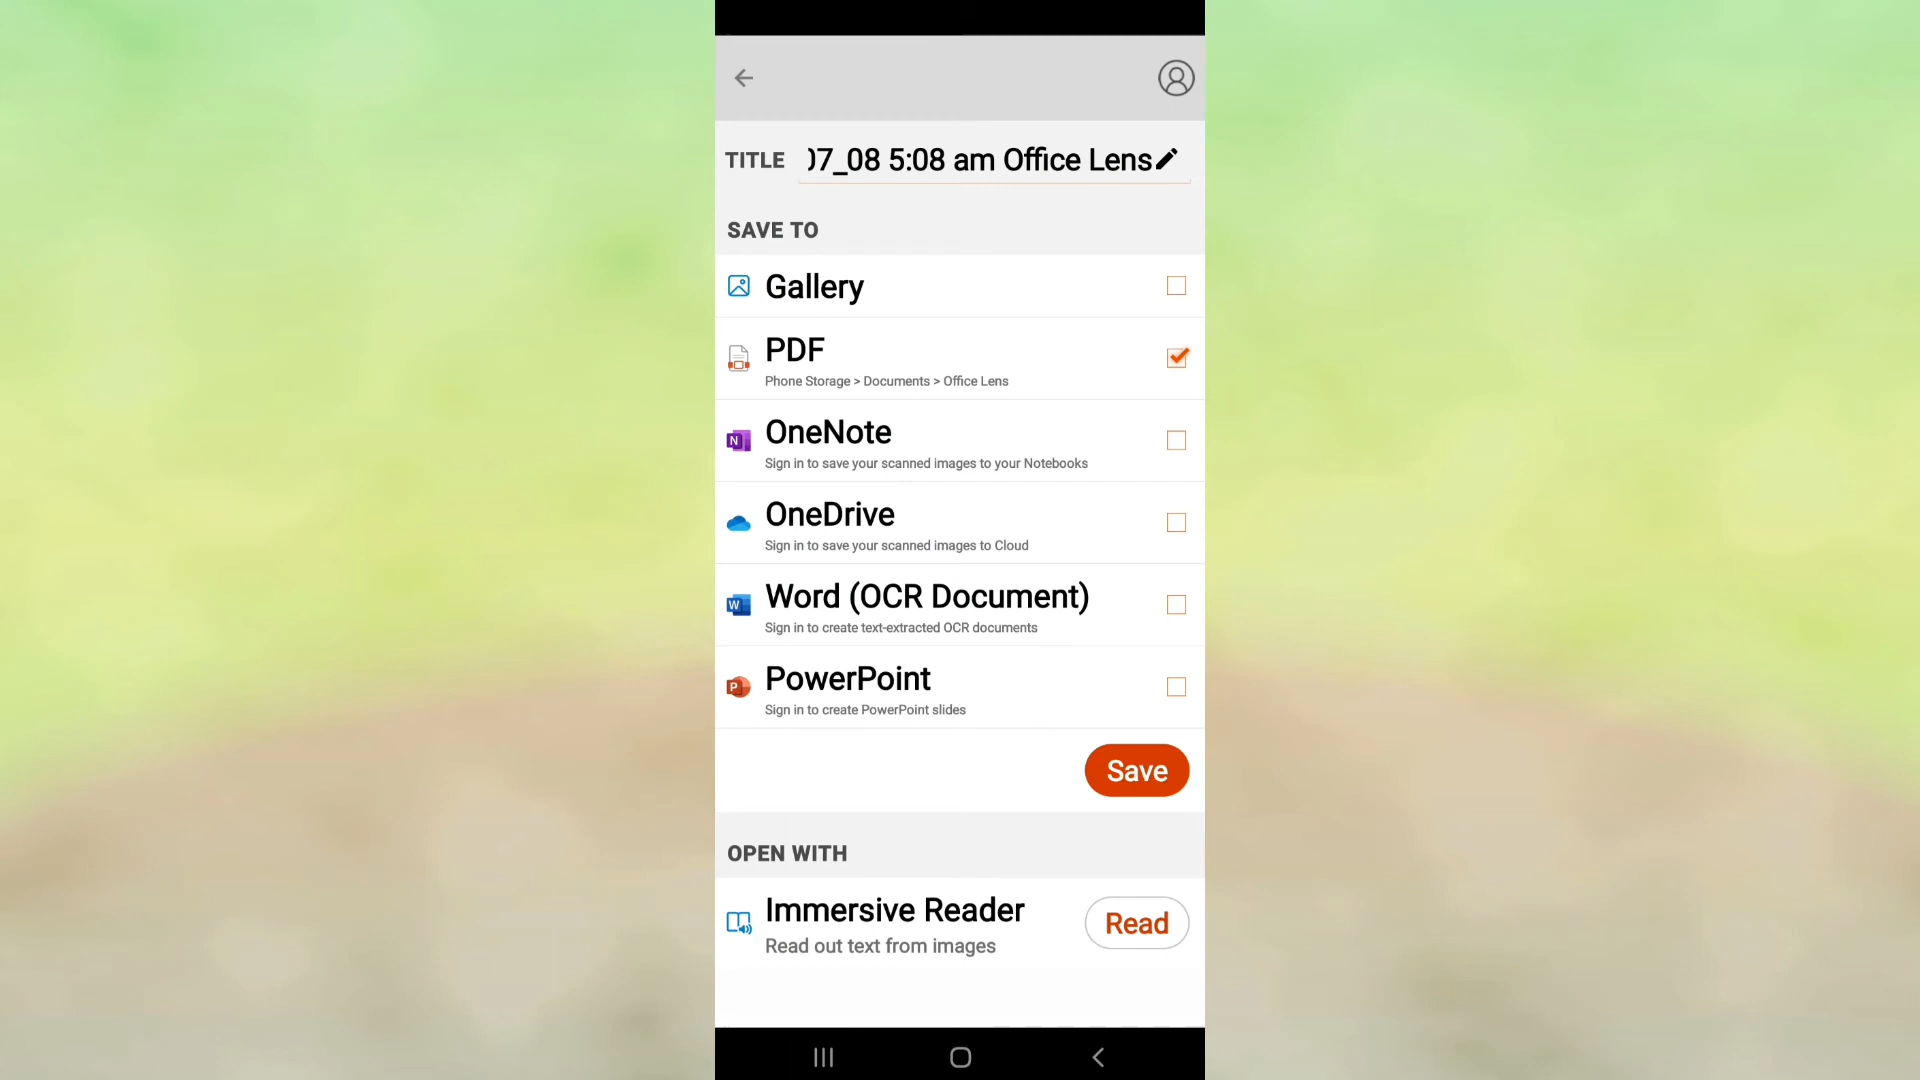 TITLE 07_08 5:08 am Office Lens
SAVE TO
Gallery
PDF
Phone Storage > Documents > Office Lens
N
OneNote
Sign in to save your scanned images to your Notebooks
OneDrive
Sign in to save your scanned images to Cloud
W
Word (OCR Document)
Sign in to create text-extracted OCR documents
P
PowerPoint
Sign in to create PowerPoint slides
Save
OPEN WITH
Immersive Reader
Read out text from images
Read